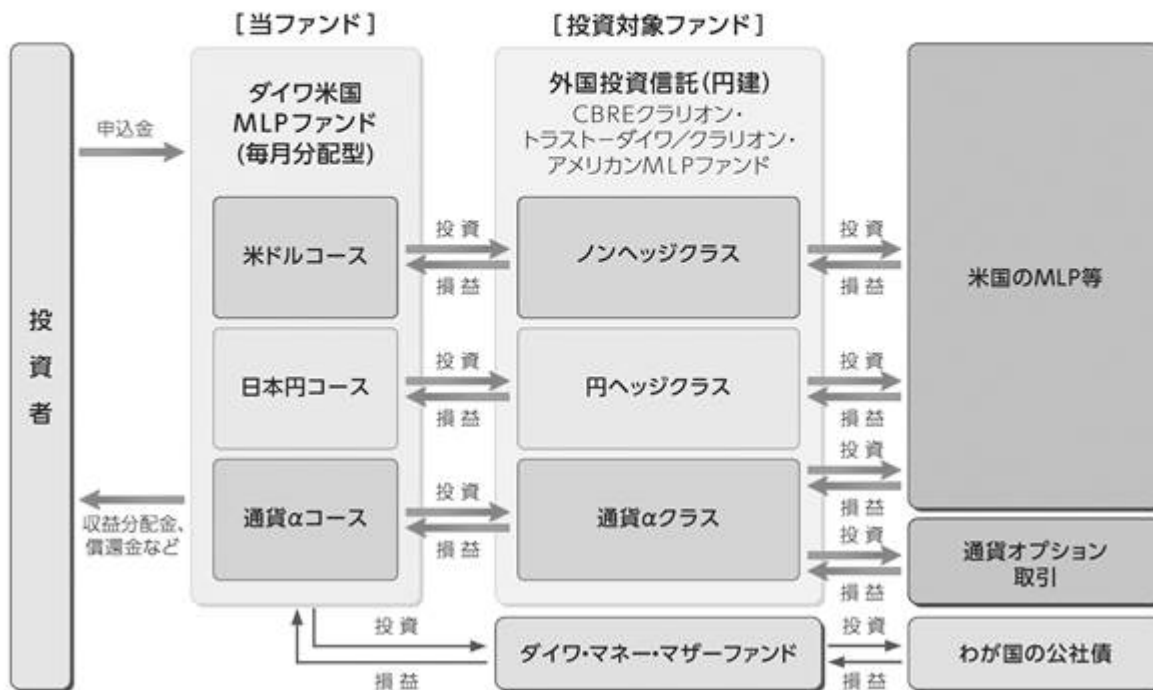 [当ファンド]
[投資対象ファンド]
投資者
申込金
収益分配金、
償還金など
ダイワ米国
MLPファンド
(毎月分配型)
外国投資信託(円建)
CBREクラリオン・
トラストーダイワ/クラリオン・
アメリカンMLPファンド
米ドルコース
投資
損益
ノンヘッジクラス
投資
損益
米国のMLP等
日本円コース
投資
損益
円ヘッジクラス
投資
損益
通貨αコース
投資
損益
通貨αクラス
投資
損益
投資
損益
通貨オプション
取引
投資
損益
ダイワ・マネー・マザーファンド
投資
損益
わが国の公社債